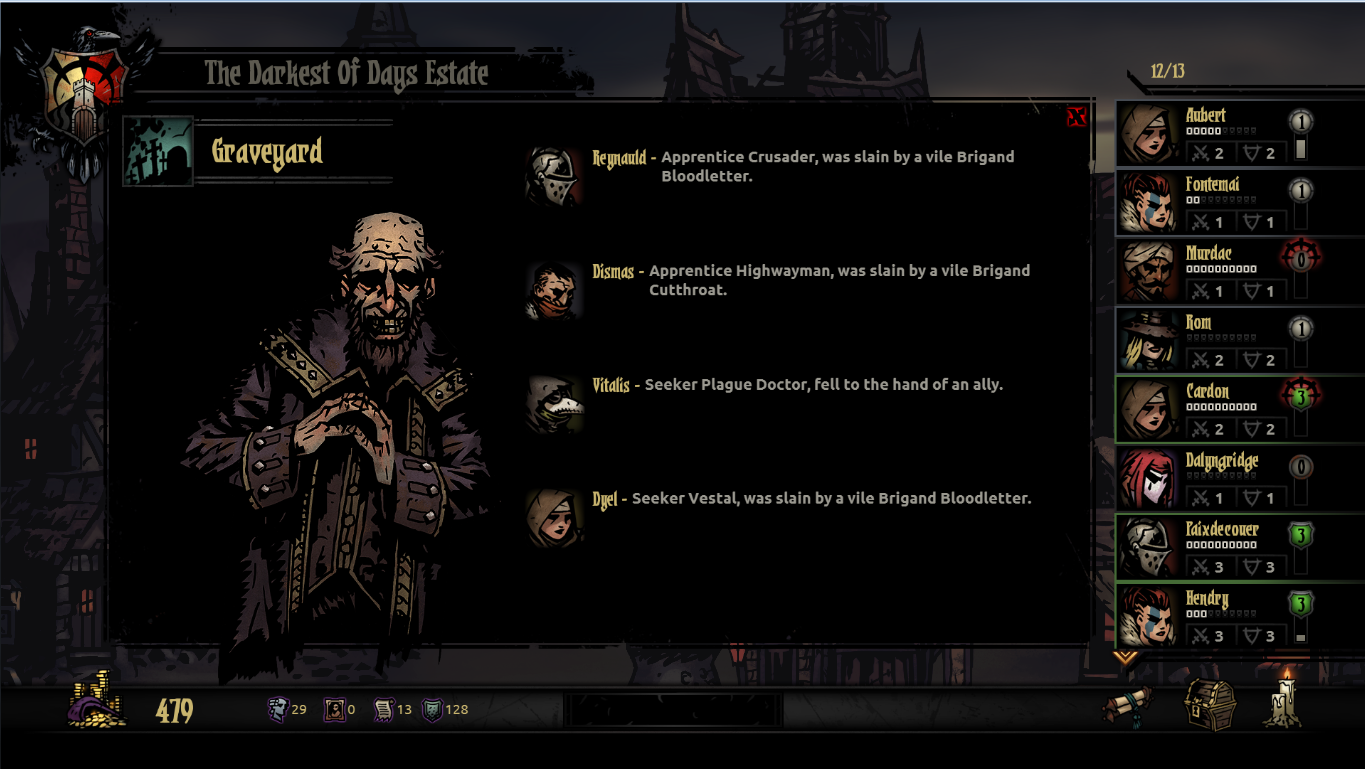 The Darkest Of Days Estate
12/13
Graveyard
Reynauld - Apprentice Crusader, was slain by a vile Brigand
Bloodletter.
Dismas - Apprentice Highwayman, was slain by a vile Brigand
Cutthroat.
Vitalis - Seeker Plague Doctor, fell to the hand of an ally.
Dyel - Seeker Vestal, was slain by a vile Brigand Bloodletter.
Aubert
1
2 2
Fontemai
1
1 1
Murdac
0
1 1
Rom
1
2 2
Cardon
3
2 2
Dalyngridge
0
1 1
Paixdecouer
3
3 3
Hendry
3
3 3
479
29 0 13 128